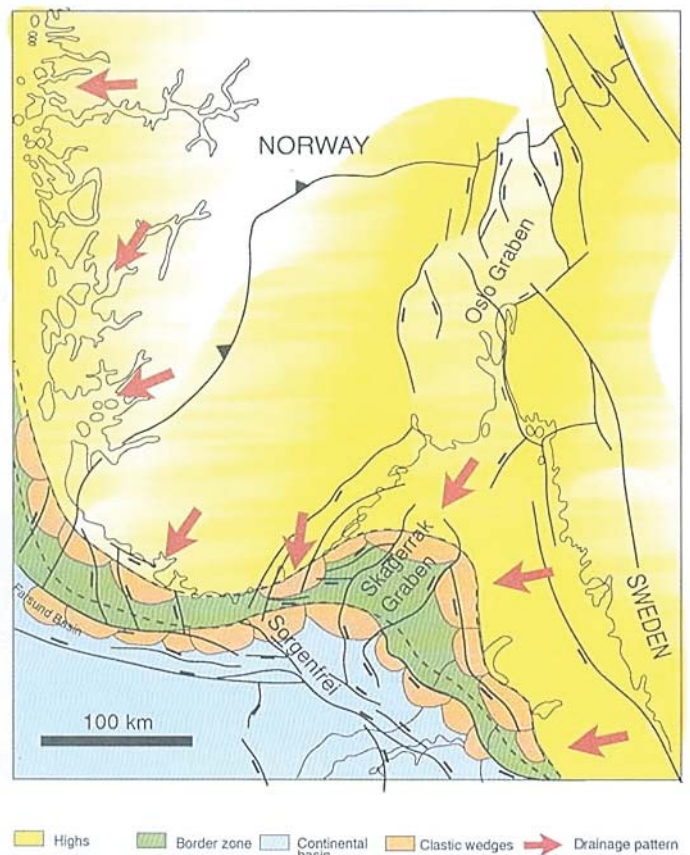 NORWAY
Oslo Graben
Skagerrak
Graben
SWEDEN
Farsund Basin
Sorgenfrei
100 km
Highs
Border zone
Continental
basin
Clastic wedges
Drainage pattern